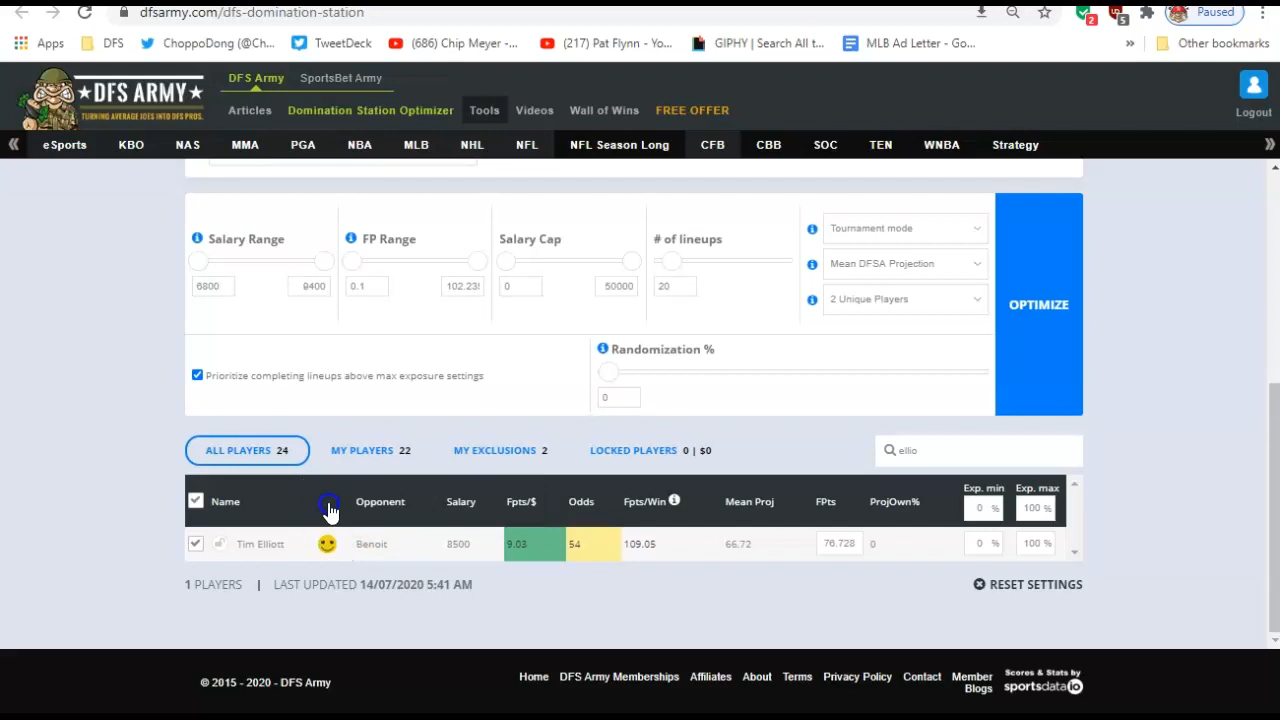 dfsarmy.com/dfs-domination-station
Paused
2
5
Apps DFS ChoppoDong (@Ch... TweetDeck (686) Chip Meyer -... (217) Pat Flynn - Yo... GIPHY | Search All t... MLB Ad Letter - Go... » Other bookmarks
DFS Army SportsBet Army
★DFS ARMY★
TURNING AVERAGE JOES INTO DFS PROS.
Articles Domination Station Optimizer Tools Videos Wall of Wins FREE OFFER
Logout
« eSports KBO NAS MMA PGA NBA MLB NHL NFL NFL Season Long CFB CBB SOC TEN WNBA Strategy »
Salary Range FP Range Salary Cap # of lineups
6800 9400 0.1 102.23! 0 50000 20
Tournament mode
Mean DFSA Projection
2 Unique Players
OPTIMIZE
Prioritize completing lineups above max exposure settings
Randomization %
0
ALL PLAYERS 24 MY PLAYERS 22 MY EXCLUSIONS 2 LOCKED PLAYERS 0 | $0 ellio
Name Opponent Salary Fpts/$ Odds Fpts/Win Mean Proj FPts ProjOwn% Exp. min Exp. max
0 % 100 %
Tim Elliott Benoit 8500 9.03 54 109.05 66.72 76.728 0 0 % 100 %
1 PLAYERS | LAST UPDATED 14/07/2020 5:41 AM RESET SETTINGS
© 2015 - 2020 - DFS Army
Home DFS Army Memberships Affiliates About Terms Privacy Policy Contact Member Blogs
Scores & Stats by
sportsdataio